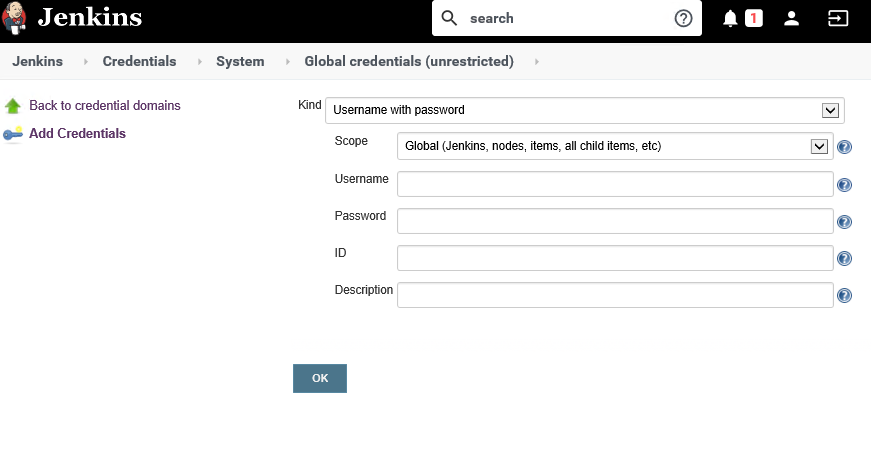 Jenkins
search
1
Jenkins Credentials System Global credentials (unrestricted)
Back to credential domains
Add Credentials
Kind Username with password
Scope Global (Jenkins, nodes, items, all child items, etc)
Username
Password
ID
Description
OK